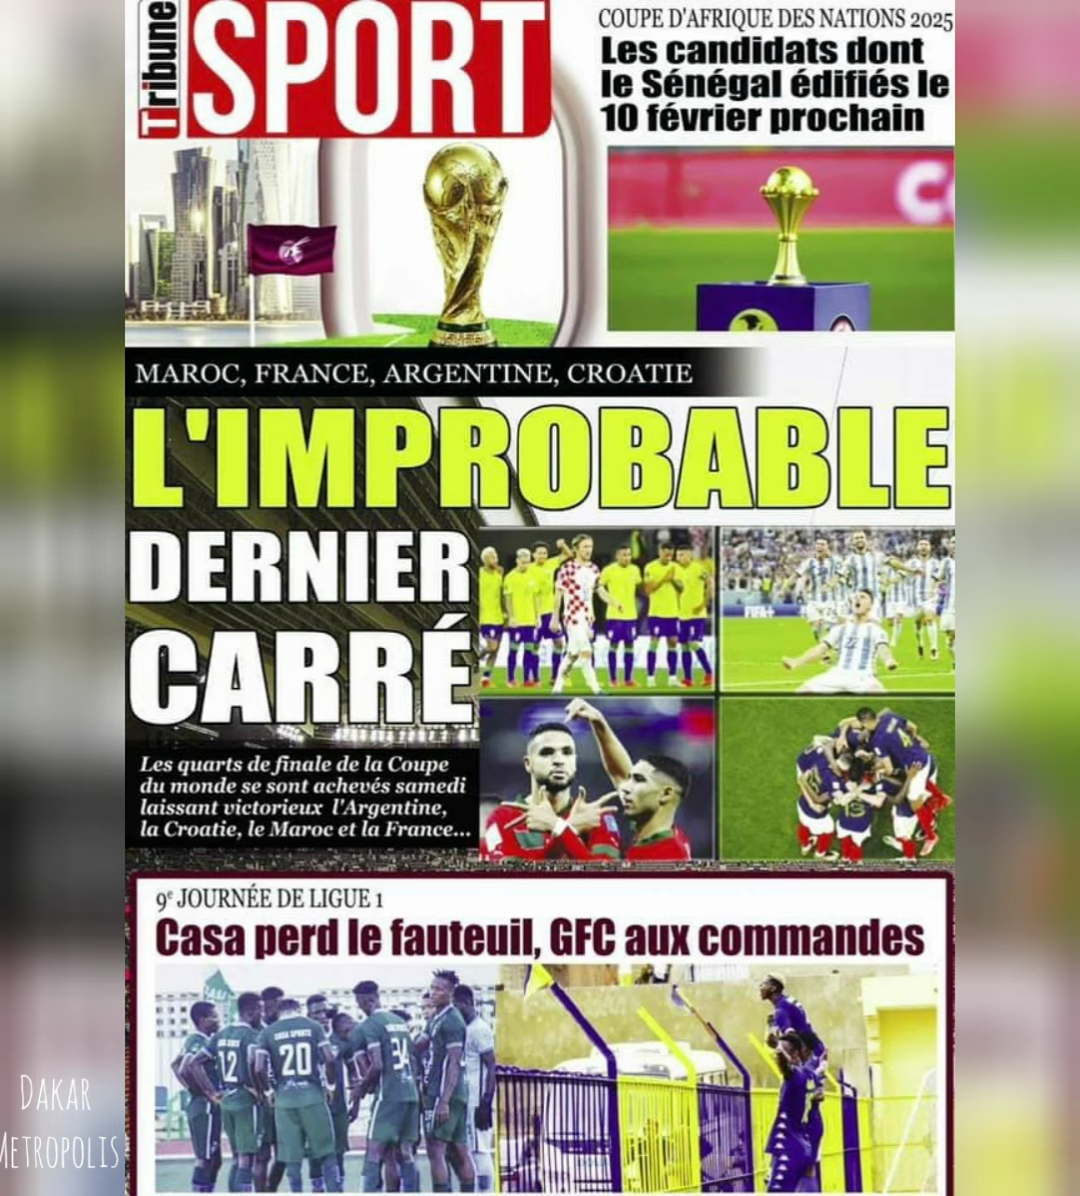 Tribune
SPORT
COUPE D'AFRIQUE DES NATIONS 2025
Les candidats dont
le Sénégal édifiés le
10 février prochain
MAROC, FRANCE, ARGENTINE, CROATIE
L'IMPROBABLE
DERNIER
CARRÉ
FIFA+
Les quarts de finale de la Coupe
du monde se sont achevés samedi
laissant victorieux l'Argentine,
la Croatie, le Maroc et la France...
9e JOURNÉE DE LIGUE 1
Casa perd le fauteuil, GFC aux commandes
12
CASA SPORTS
20
34
DAKAR
METROPOLIS